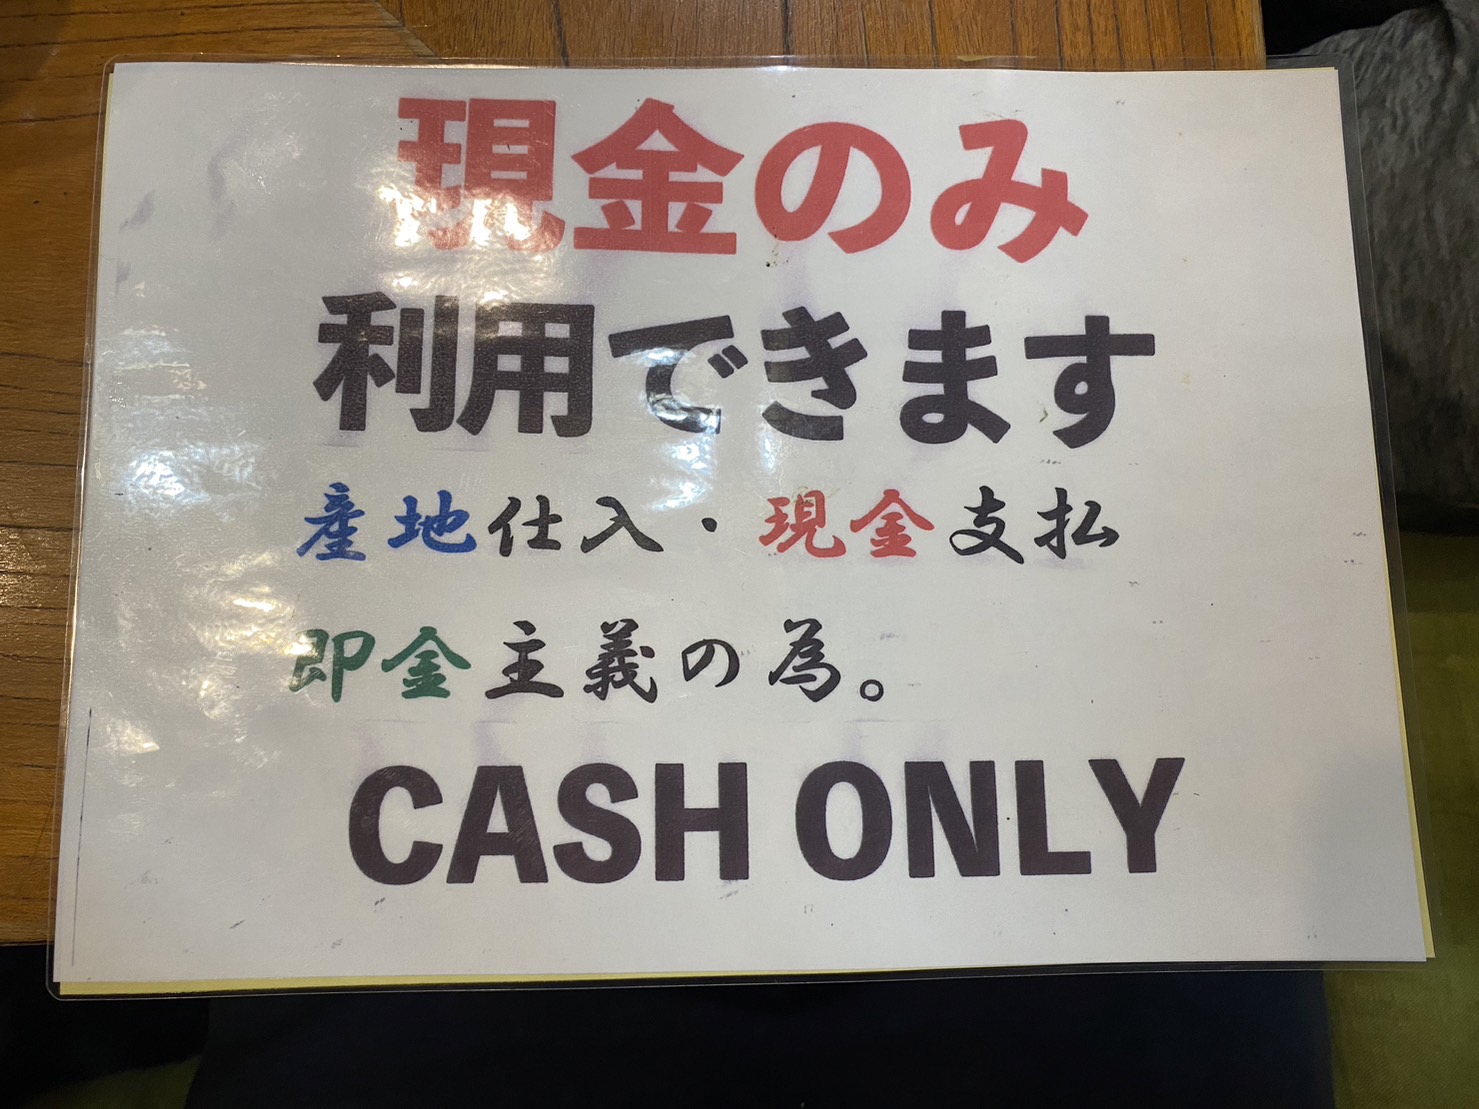 現金のみ
利用できます
産地仕入・現金支払
即金主義の為。
CASH ONLY